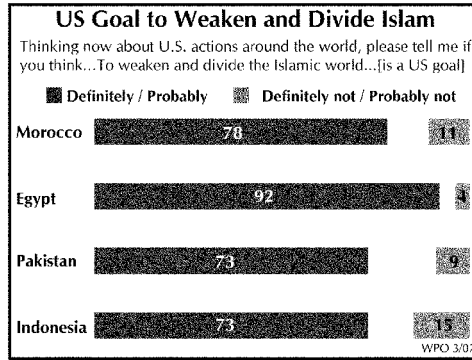 US Goal to Weaken and Divide Islam
Thinking now about U.S. actions around the world, please tell me if
you think...To weaken and divide the Islamic world...[is a US goal]
Definitely / Probably Definitely not / Probably not
Morocco 78 11
Egypt 92 4
Pakistan 73 9
Indonesia 73 15
WPO 3/07